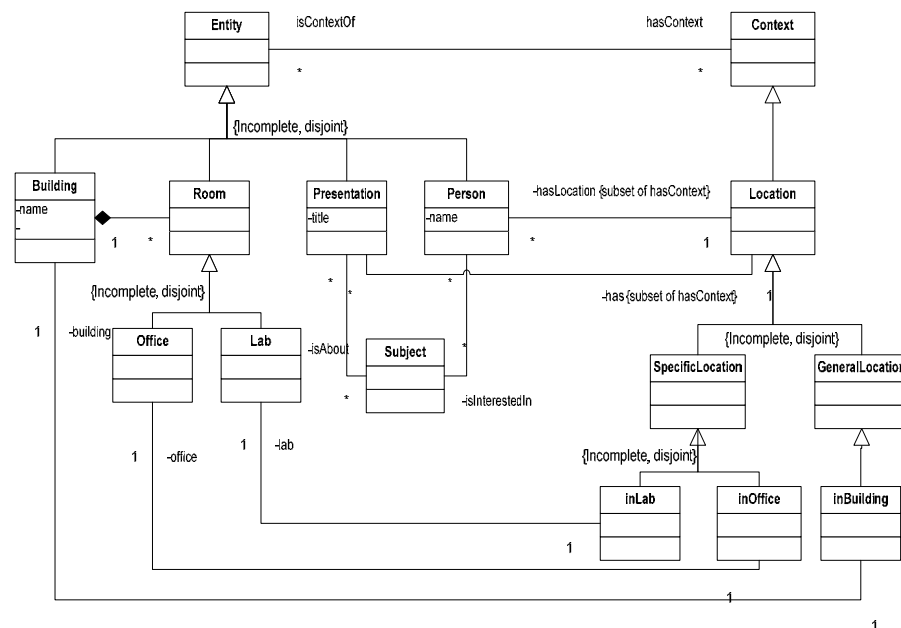 Entity
isContextOf
hasContext
Context
*
*
{Incomplete, disjoint}
Building
-name
-
Room
Presentation
-title
Person
-name
-hasLocation {subset of hasContext}
Location
1
*
*
1
{Incomplete, disjoint}
*
*
*
-has {subset of hasContext}
1
1
-building
Office
Lab
-isAbout
Subject
*
*
-isInterestedIn
{Incomplete, disjoint}
SpecificLocation
GeneralLocation
1
-office
1
-lab
{Incomplete, disjoint}
inLab
inOffice
inBuilding
1
1
1